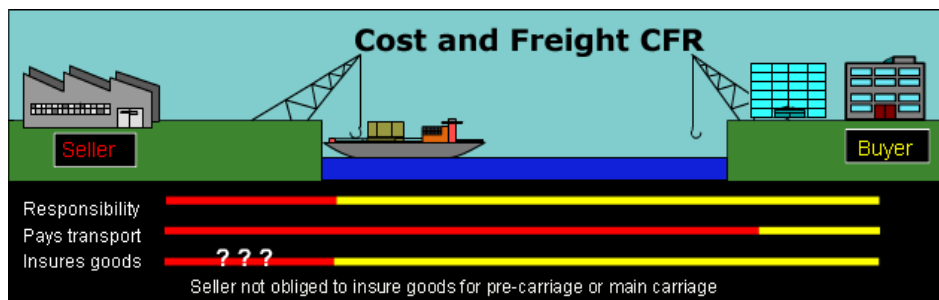 Cost and Freight CFR
Seller
Buyer
Responsibility
Pays transport
Insures goods
? ? ?
Seller not obliged to insure goods for pre-carriage or main carriage